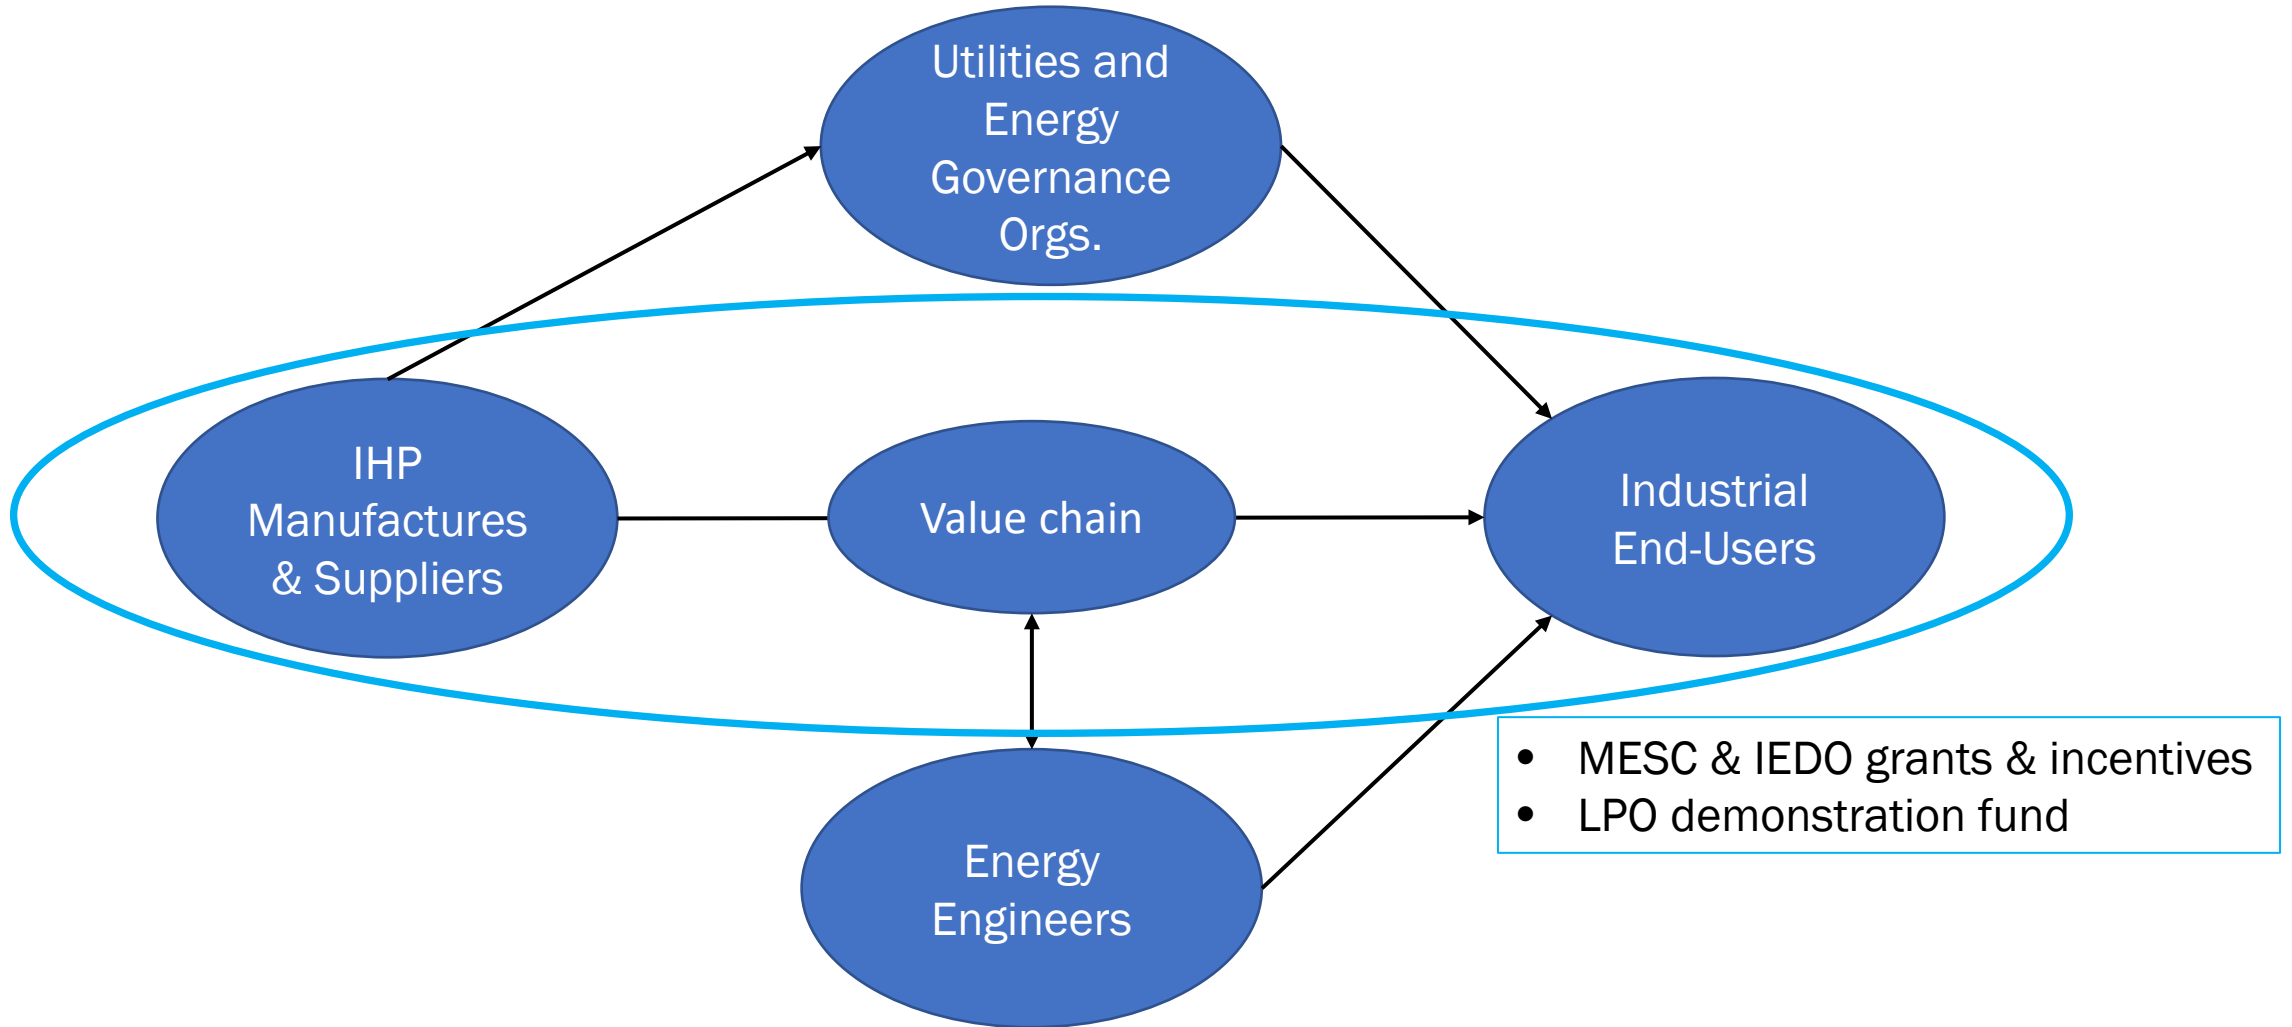 Utilities and
Energy
Governance
Orgs.
IHP
Manufactures
& Suppliers
Value chain
Industrial
End-Users
• MESC & IEDO grants & incentives
• LPO demonstration fund
Energy
Engineers